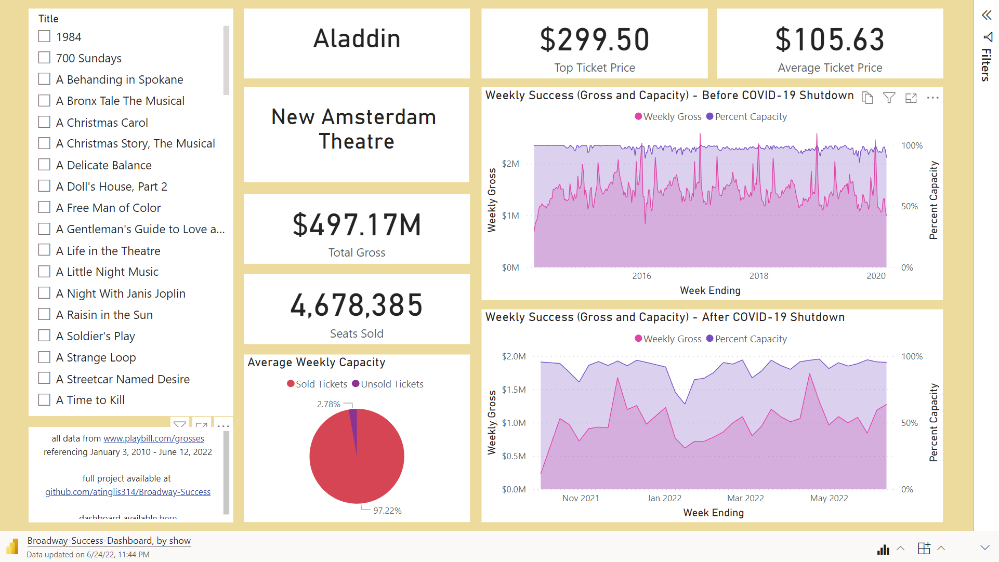 Title
1984
700 Sundays
A Behanding in Spokane
A Bronx Tale The Musical
A Christmas Carol
A Christmas Story, The Musical
A Delicate Balance
A Doll's House, Part 2
A Free Man of Color
A Gentleman's Guide to Love a...
A Life in the Theatre
A Little Night Music
A Night With Janis Joplin
A Raisin in the Sun
A Soldier's Play
A Strange Loop
A Streetcar Named Desire
A Time to Kill
all data from www.playbill.com/grosses
referencing January 3, 2010 - June 12, 2022
full project available at
github.com/atinglis314/Broadway-Success
dashboard available here
Aladdin
New Amsterdam
Theatre
$497.17M
Total Gross
4,678,385
Seats Sold
Average Weekly Capacity
Sold Tickets Unsold Tickets
2.78%
97.22%
$299.50
Top Ticket Price
$105.63
Average Ticket Price
Weekly Success (Gross and Capacity) - Before COVID-19 Shutdown
Weekly Gross Percent Capacity
Weekly Gross
$2M
$1M
$0M
100%
50%
0%
Percent Capacity
2016 2018 2020
Week Ending
Weekly Success (Gross and Capacity) - After COVID-19 Shutdown
Weekly Gross Percent Capacity
Weekly Gross
$2.0M
$1.5M
$1.0M
$0.5M
$0.0M
100%
50%
0%
Percent Capacity
Nov 2021 Jan 2022 Mar 2022 May 2022
Week Ending
Filters
Broadway-Success-Dashboard, by show
Data updated on 6/24/22, 11:44 PM